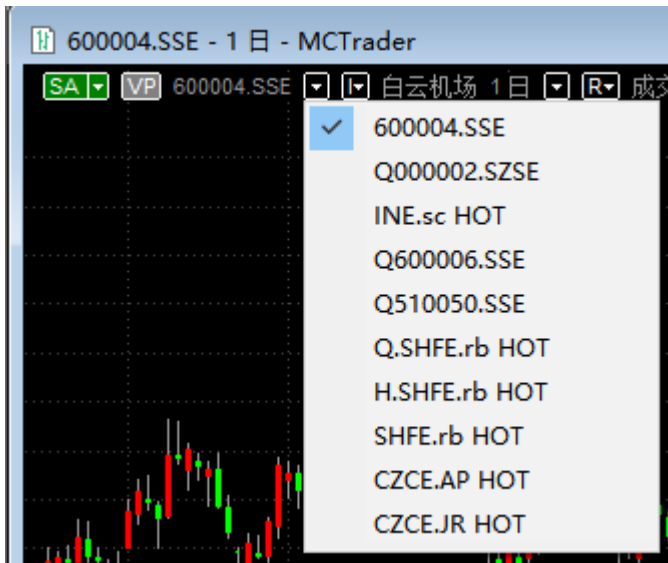 600004.SSE - 1 日 - MCTrader
SA VP 600004.SSE I 白云机场 1日 R 成交
600004.SSE
Q000002.SZSE
INE.sc HOT
Q600006.SSE
Q510050.SSE
Q.SHFE.rb HOT
H.SHFE.rb HOT
SHFE.rb HOT
CZCE.AP HOT
CZCE.JR HOT